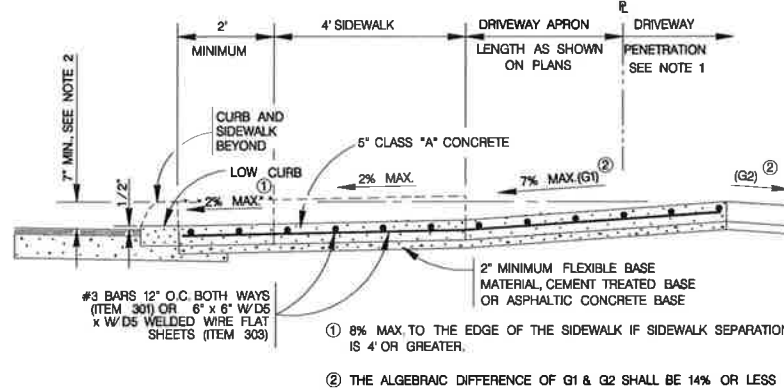 ℄
2'
4' SIDEWALK
DRIVEWAY APRON
DRIVEWAY
MINIMUM
LENGTH AS SHOWN
ON PLANS
PENETRATION
SEE NOTE 1
7" MIN. SEE NOTE 2
1/2"
CURB AND
SIDEWALK
BEYOND
LOW CURB
5" CLASS "A" CONCRETE
2% MAX. ①
2% MAX.
7% MAX.(G1) ②
(G2) ②
#3 BARS 12" O.C. BOTH WAYS
(ITEM 301) OR 6" x 6" W/D5
x W/D5 WELDED WIRE FLAT
SHEETS (ITEM 303)
2" MINIMUM FLEXIBLE BASE
MATERIAL, CEMENT TREATED BASE
OR ASPHALTIC CONCRETE BASE
① 8% MAX. TO THE EDGE OF THE SIDEWALK IF SIDEWALK SEPARATION
IS 4' OR GREATER.
② THE ALGEBRAIC DIFFERENCE OF G1 & G2 SHALL BE 14% OR LESS